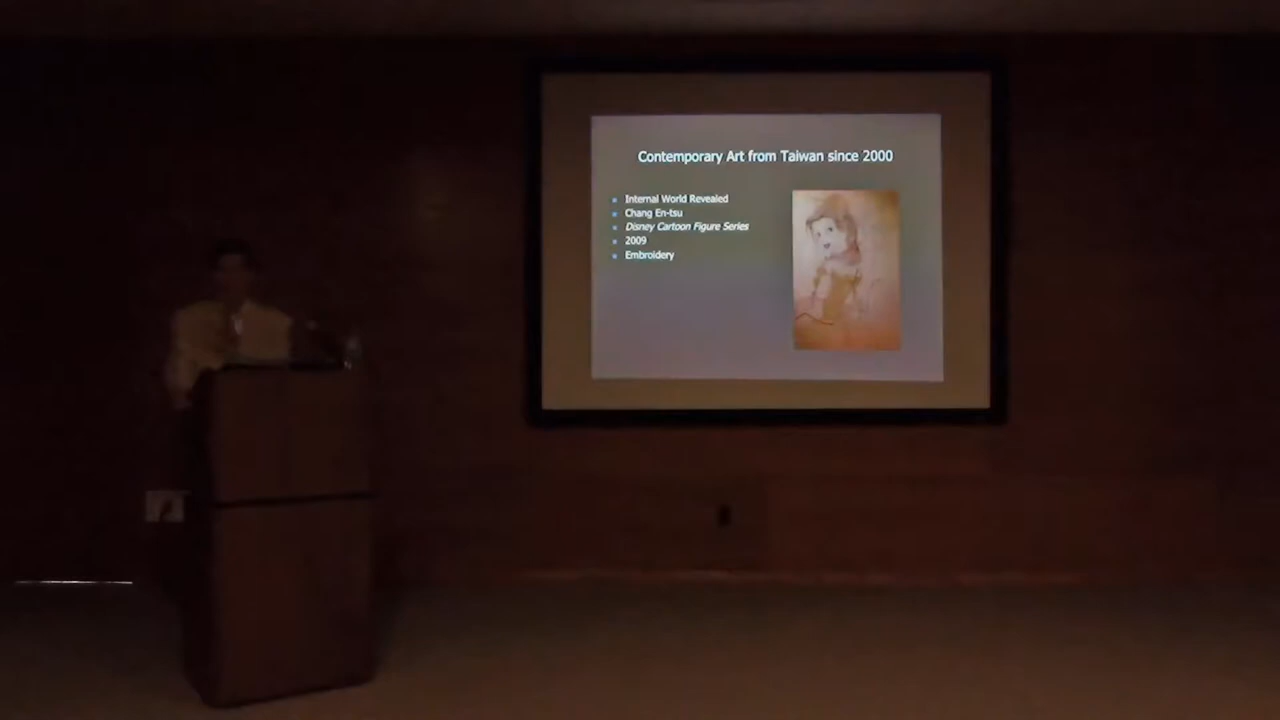 Contemporary Art from Taiwan since 2000
Internal World Revealed
Chang En-tsu
Disney Cartoon Figure Series
2009
Embroidery